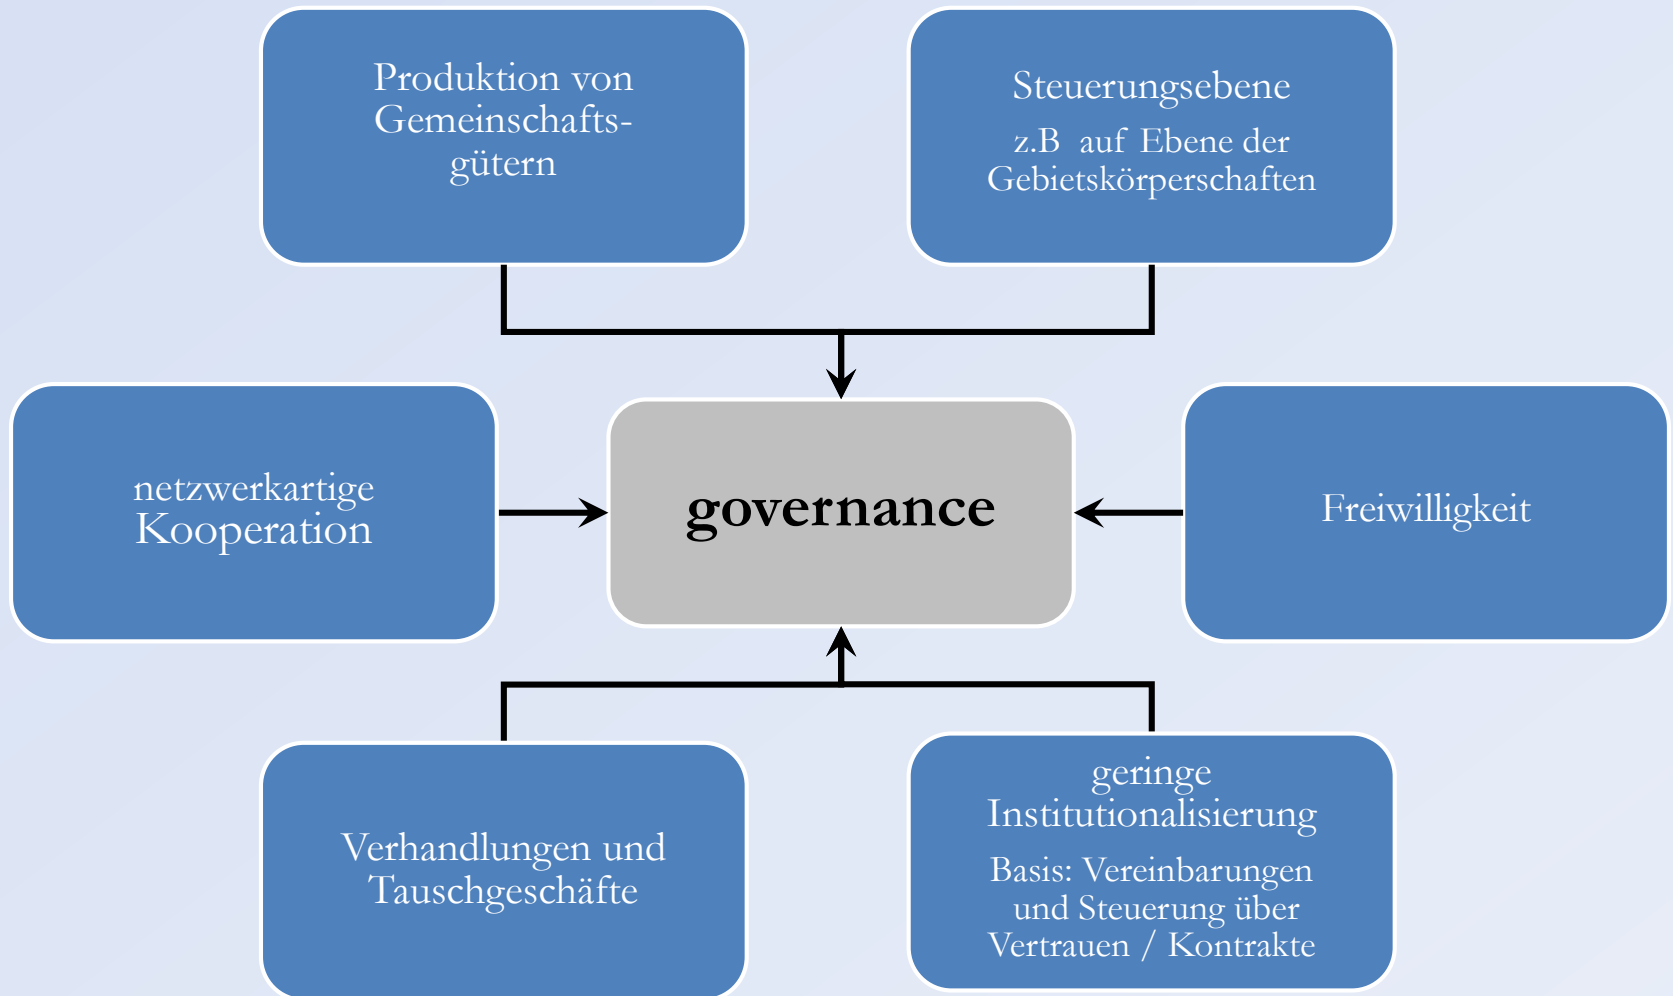 Produktion von
Gemeinschafts-
gütern
Steuerungsebene
z.B auf Ebene der
Gebietskörperschaften
netzwerkartige
Kooperation
governance
Freiwilligkeit
Verhandlungen und
Tauschgeschäfte
geringe
Institutionalisierung
Basis: Vereinbarungen
und Steuerung über
Vertrauen / Kontrakte